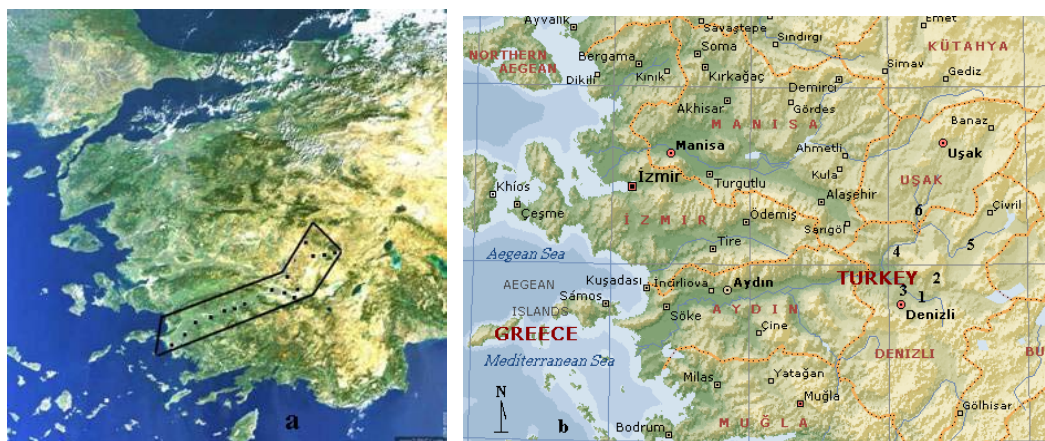 a
Ayvalık
Savaştepe
Sındırgı
Emet
KÜTAHYA
NORTHERN
AEGEAN
Bergama
Soma
Simav
Gediz
Dikili
Kınık
Kırkağaç
Demirci
Akhisar
Gördes
Banaz
MANISA
Manisa
Ahmetli
Uşak
İzmir
Turgutlu
Kula
UŞAK
Khíos
Alaşehir
Çeşme
İZMİR
Ödemiş
6
Çivril
Sarıgöl
Aegean Sea
Tire
4
5
AEGEAN
Kuşadası
İncirliova
Aydın
TURKEY
2
ISLANDS
Sámos
3
1
Söke
AYDIN
Denizli
GREECE
Çine
Mediterranean Sea
DENIZLI
BU
Milas
Yatağan
N
Muğla
Gölhisar
b
Bodrum
MUĞLA